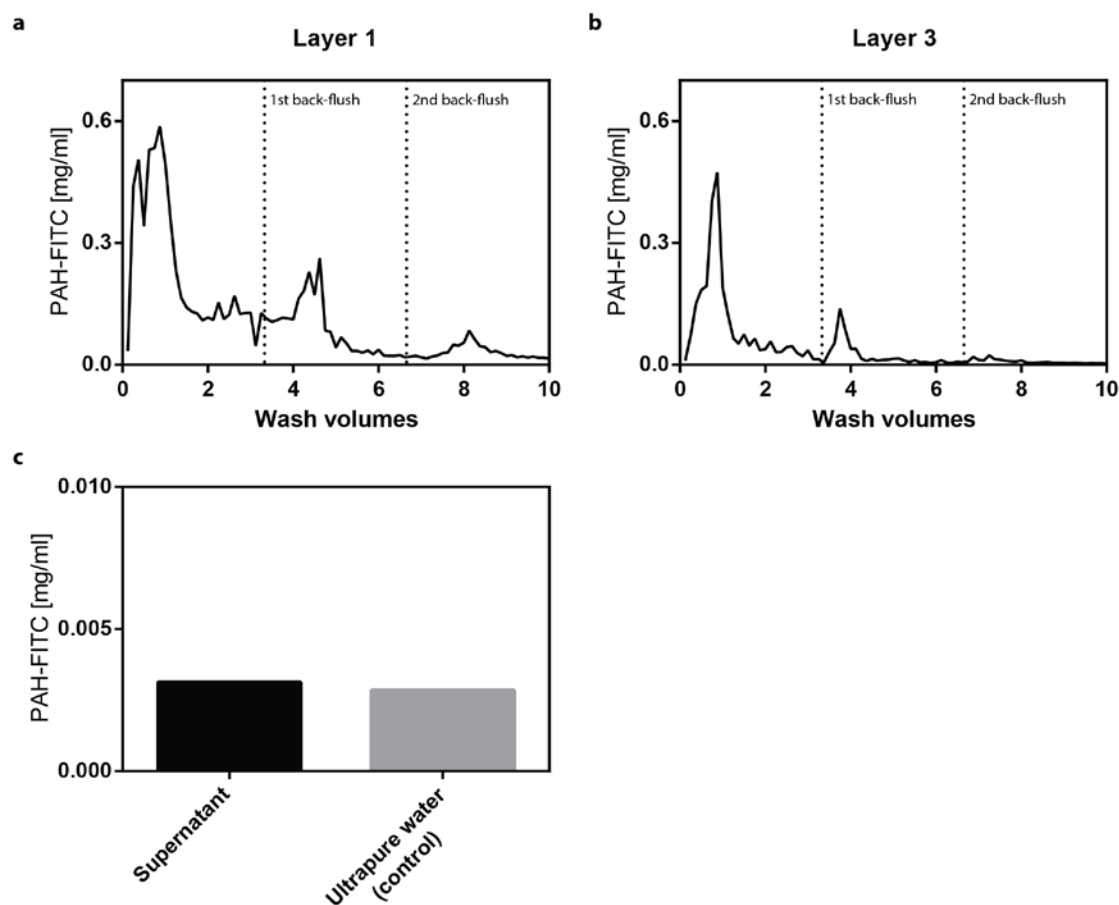 a
Layer 1
PAH-FITC [mg/ml]
0.6
0.3
0.0
1st back-flush
2nd back-flush
0 2 4 6 8 10
Wash volumes
b
Layer 3
PAH-FITC [mg/ml]
0.6
0.3
0.0
1st back-flush
2nd back-flush
0 2 4 6 8 10
Wash volumes
c
PAH-FITC [mg/ml]
0.010
0.005
0.000
Supernatant
Ultrapure water
(control)